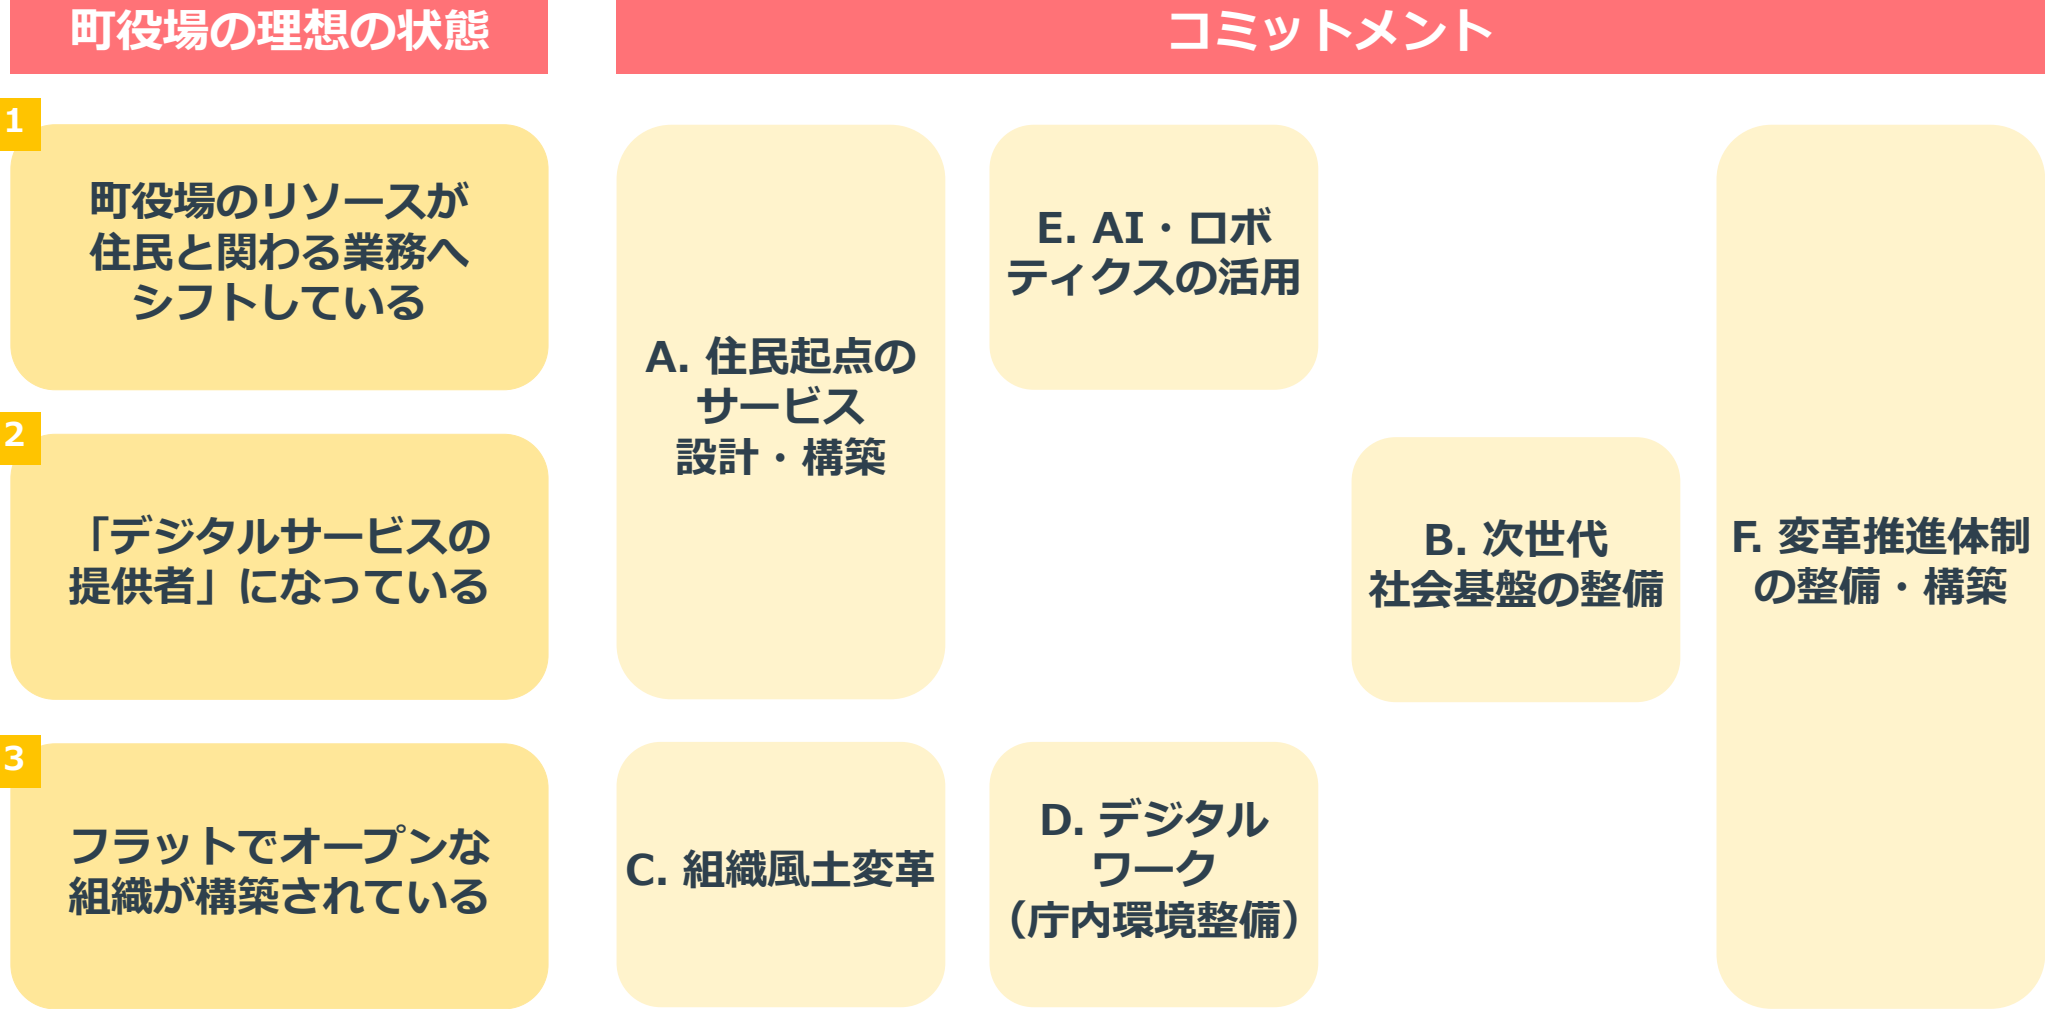 町役場の理想の状態
コミットメント
1
町役場のリソースが
住民と関わる業務へ
シフトしている
2
「デジタルサービスの
提供者」になっている
3
フラットでオープンな
組織が構築されている
A. 住民起点の
サービス
設計・構築
E. AI・ロボ
ティクスの活用
B. 次世代
社会基盤の整備
F. 変革推進体制
の整備・構築
C. 組織風土変革
D. デジタル
ワーク
（庁内環境整備）